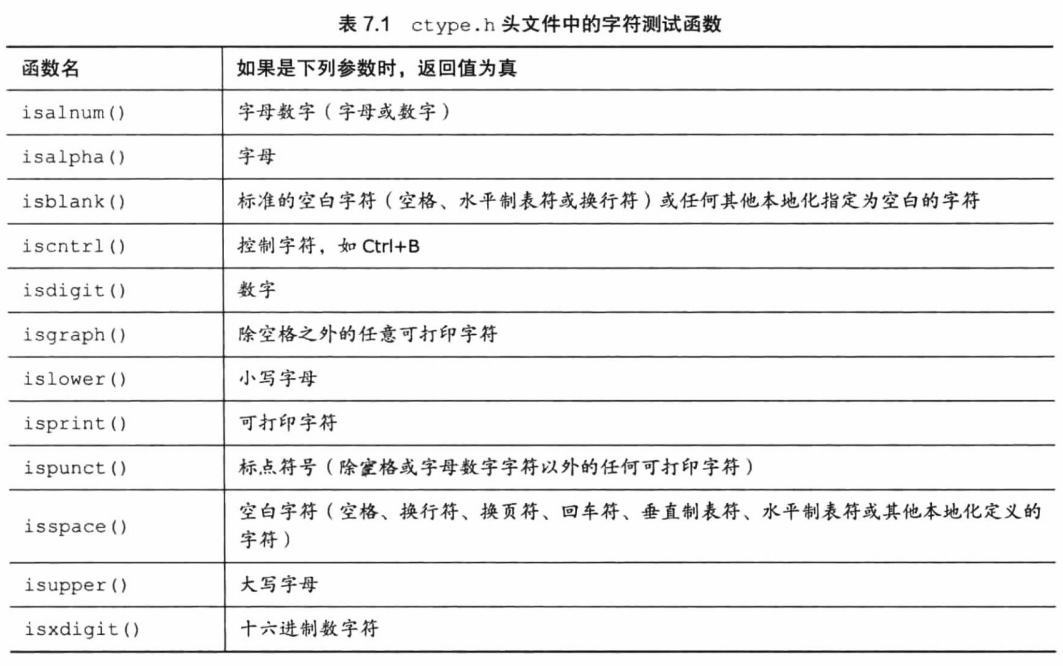 表 7.1 ctype.h 头文件中的字符测试函数
函数名 如果是下列参数时，返回值为真
isalnum() 字母数字（字母或数字）
isalpha() 字母
isblank() 标准的空白字符（空格、水平制表符或换行符）或任何其他本地化指定为空白的字符
iscntrl() 控制字符，如 Ctrl+B
isdigit() 数字
isgraph() 除空格之外的任意可打印字符
islower() 小写字母
isprint() 可打印字符
ispunct() 标点符号（除空格或字母数字字符以外的任何可打印字符）
isspace() 空白字符（空格、换行符、换页符、回车符、垂直制表符、水平制表符或其他本地化定义的
字符）
isupper() 大写字母
isxdigit() 十六进制数字符